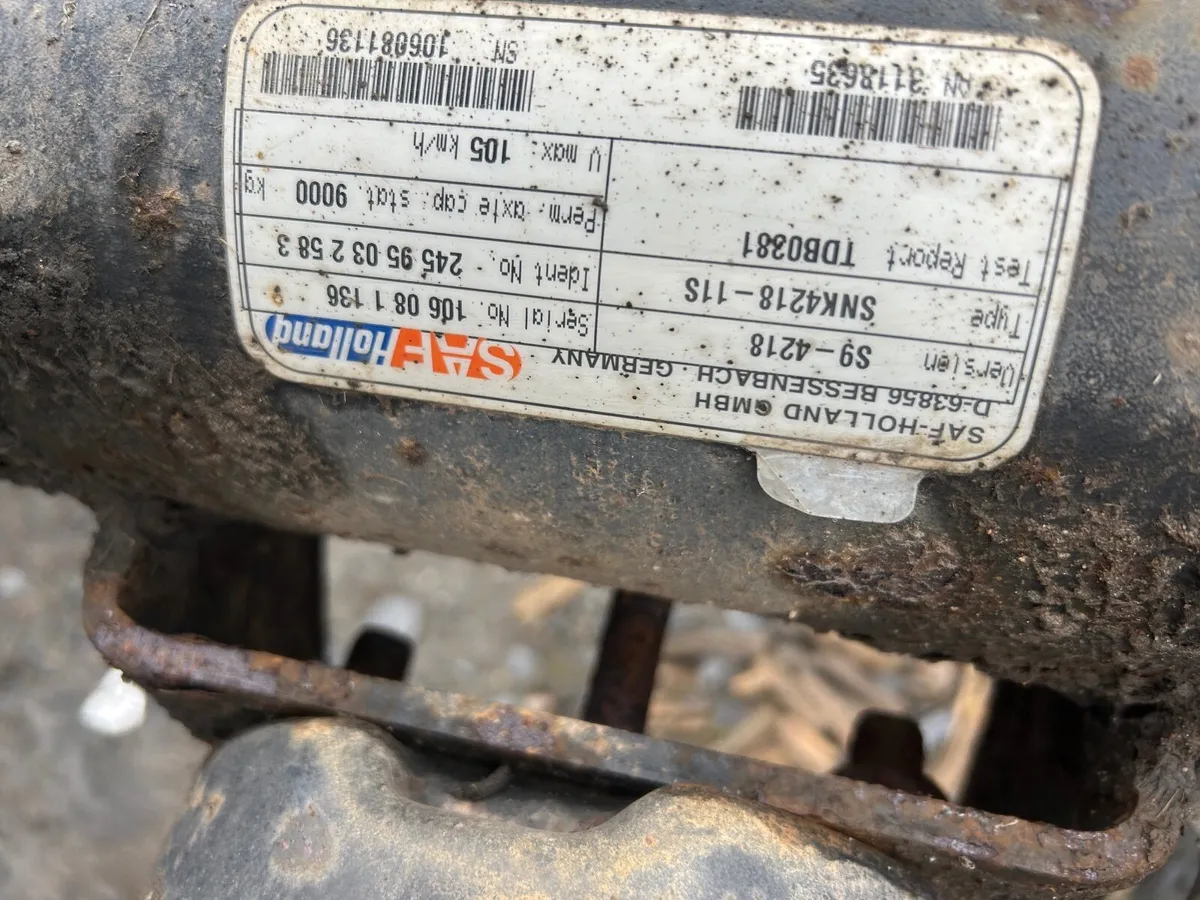 SAF-HOLLAND GMBH
D-63856 BESSENBACH · GERMANY
SAF Holland
Version S9-4218
Serial No. 106 08 1 136
Type SNK4218-11S
Ident No. 245 95 03 2 58 3
Test Report TDB0381
Perm. axle cap. stat. 9000 kg
V max: 105 km/h
QN 3118635
SN 106081136